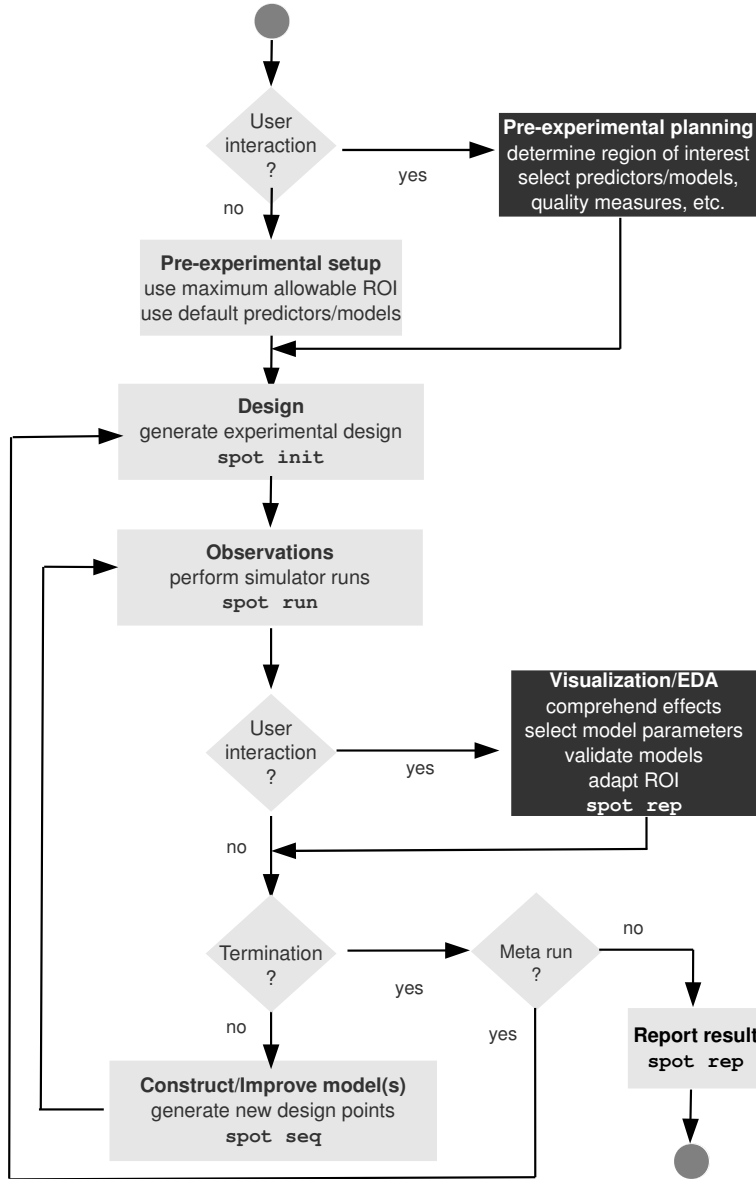 User
interaction
?
yes
no
Pre-experimental planning
determine region of interest
select predictors/models,
quality measures, etc.
Pre-experimental setup
use maximum allowable ROI
use default predictors/models
Design
generate experimental design
spot init
Observations
perform simulator runs
spot run
User
interaction
?
yes
no
Visualization/EDA
comprehend effects
select model parameters
validate models
adapt ROI
spot rep
Termination
?
yes
no
Meta run
?
no
yes
Report result
spot rep
Construct/Improve model(s)
generate new design points
spot seq